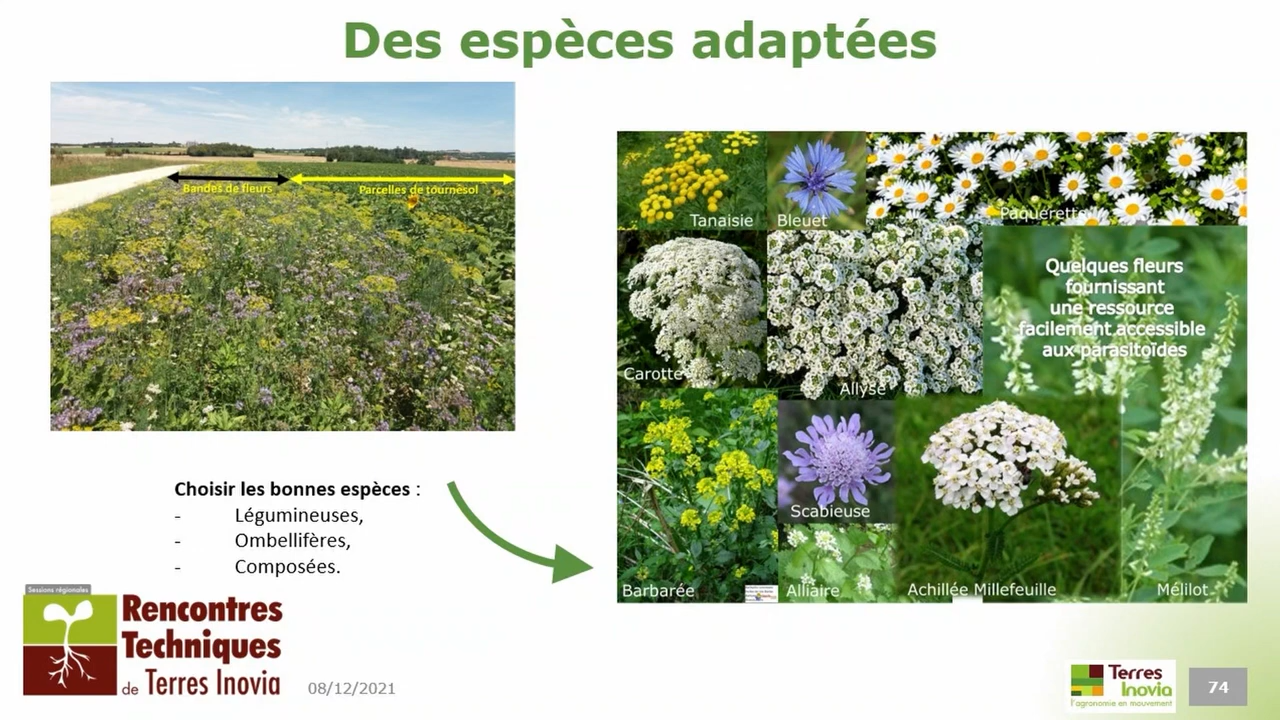 Des espèces adaptées
Bandes de fleurs
Parcelles de tournesol
Tanaisie
Bleuet
Paquerette
Quelques fleurs
fournissant
une ressource
facilement accessible
aux parasitoïdes
Carotte
Allyse
Scabieuse
Barbarée
Alliaire
Achillée Millefeuille
Mélilot
Choisir les bonnes espèces :
- Légumineuses,
- Ombellifères,
- Composées.
Sessions régionales
Rencontres
Techniques
de Terres Inovia
08/12/2021
Terres
Inovia
l'agronomie en mouvement
74